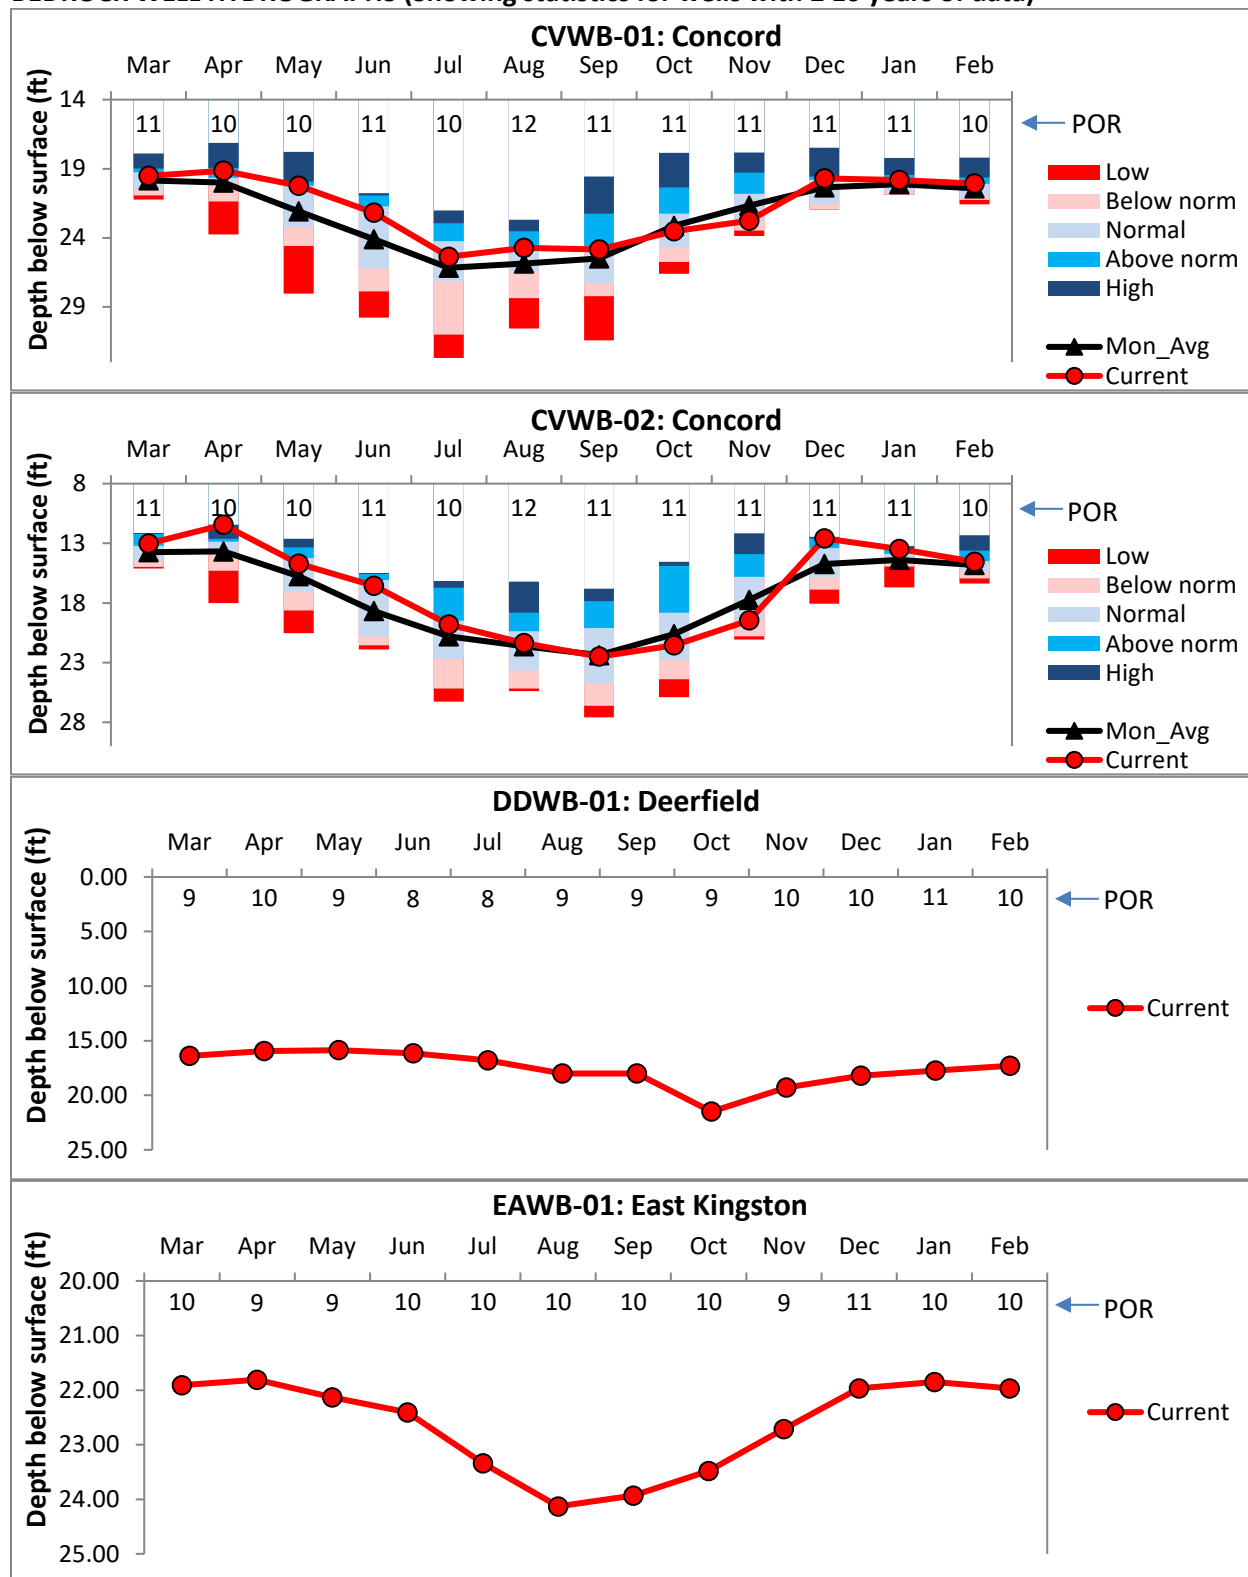 CVWB-01: Concord
Mar Apr May Jun Jul Aug Sep Oct Nov Dec Jan Feb
Depth below surface (ft)
14
19
24
29
11 10 10 11 10 12 11 11 11 11 11 10
POR
Low
Below norm
Normal
Above norm
High
Mon_Avg
Current
CVWB-02: Concord
Mar Apr May Jun Jul Aug Sep Oct Nov Dec Jan Feb
Depth below surface (ft)
8
13
18
23
28
11 10 10 11 10 12 11 11 11 11 11 10
POR
Low
Below norm
Normal
Above norm
High
Mon_Avg
Current
DDWB-01: Deerfield
Mar Apr May Jun Jul Aug Sep Oct Nov Dec Jan Feb
Depth below surface (ft)
0.00
5.00
10.00
15.00
20.00
25.00
9 10 9 8 8 9 9 9 10 10 11 10
POR
Current
EAWB-01: East Kingston
Mar Apr May Jun Jul Aug Sep Oct Nov Dec Jan Feb
Depth below surface (ft)
20.00
21.00
22.00
23.00
24.00
25.00
10 9 9 10 10 10 10 10 9 11 10 10
POR
Current